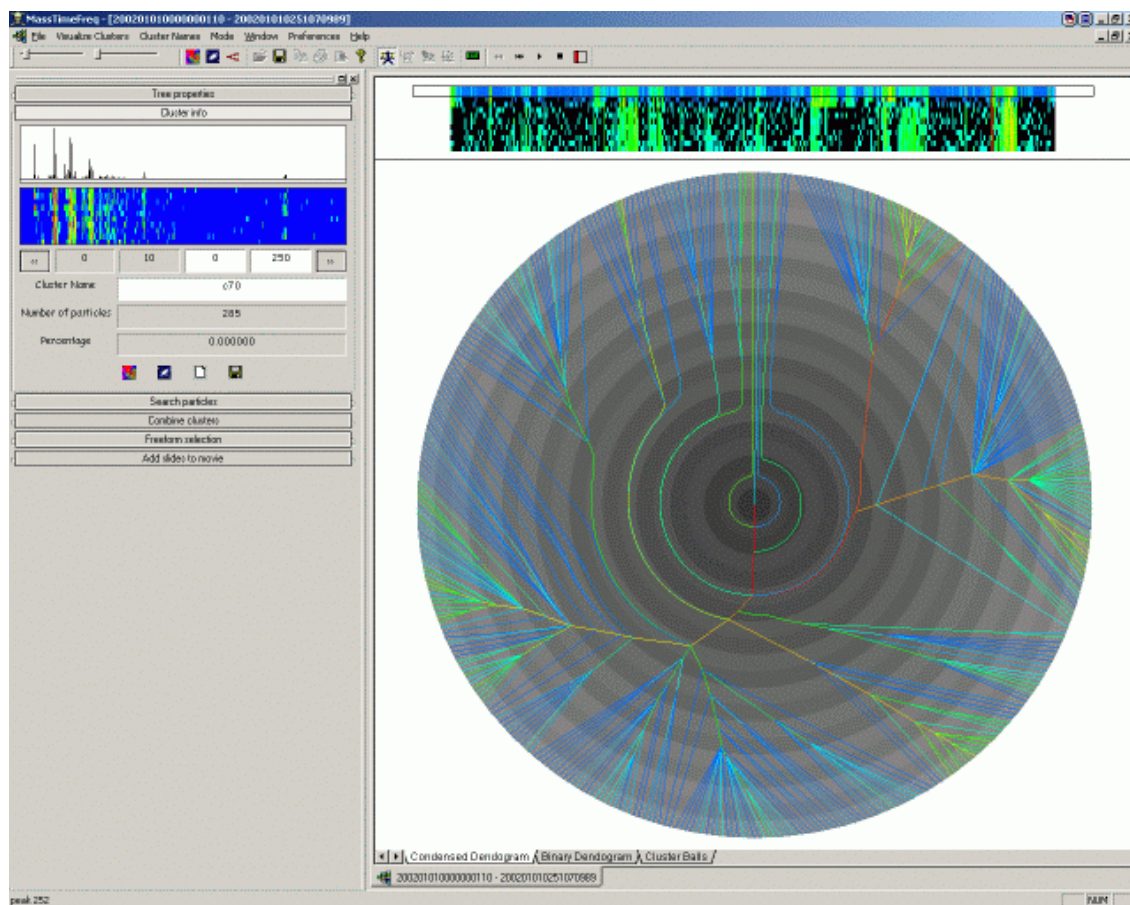 MassTimeFreq - [20020101000000110 - 200201010251070989]
File Visualize Clusters Cluster Names Mode Window Preferences Help
Tree properties
Cluster info
<< 0 10 0 250 >>
Cluster Name c70
Number of particles 285
Percentage 0.000000
Search particles
Combine clusters
Freeform selection
Add slides to movie
Condensed Dendogram Binary Dendogram Cluster Balls
20020101000000110 - 200201010251070989
peak 252
NUM